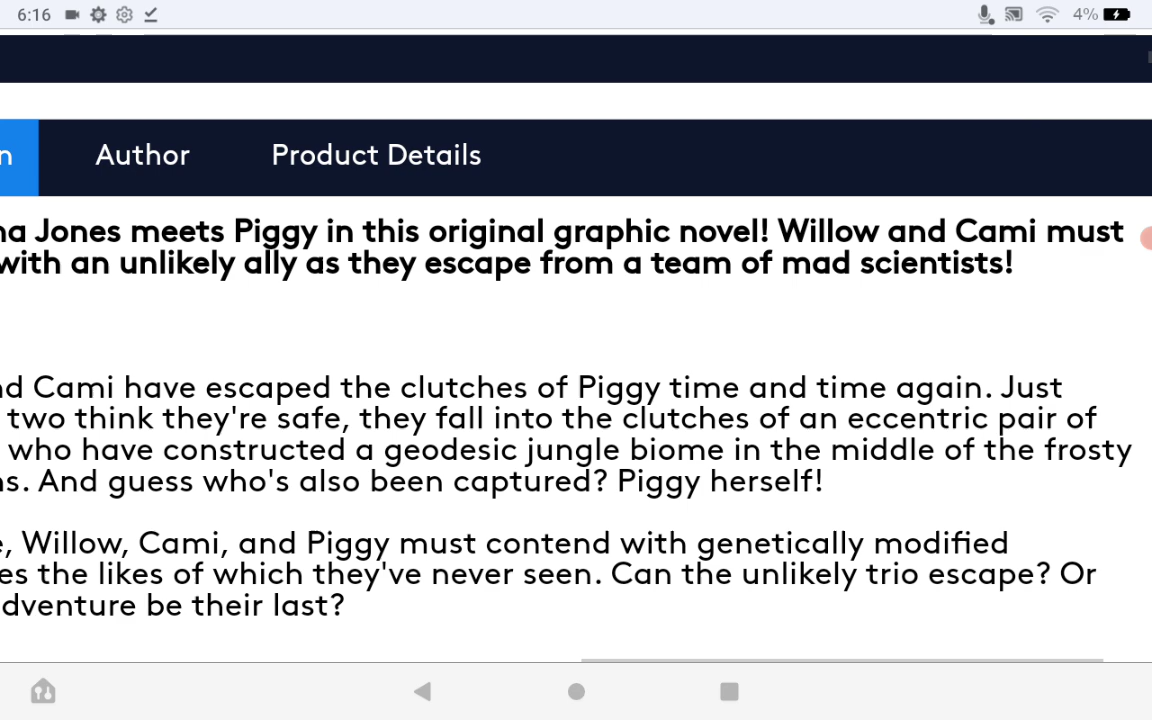 6:16
4%
n Author Product Details
na Jones meets Piggy in this original graphic novel! Willow and Cami must
with an unlikely ally as they escape from a team of mad scientists!
nd Cami have escaped the clutches of Piggy time and time again. Just
two think they're safe, they fall into the clutches of an eccentric pair of
who have constructed a geodesic jungle biome in the middle of the frosty
ns. And guess who's also been captured? Piggy herself!
e, Willow, Cami, and Piggy must contend with genetically modified
es the likes of which they've never seen. Can the unlikely trio escape? Or
dventure be their last?